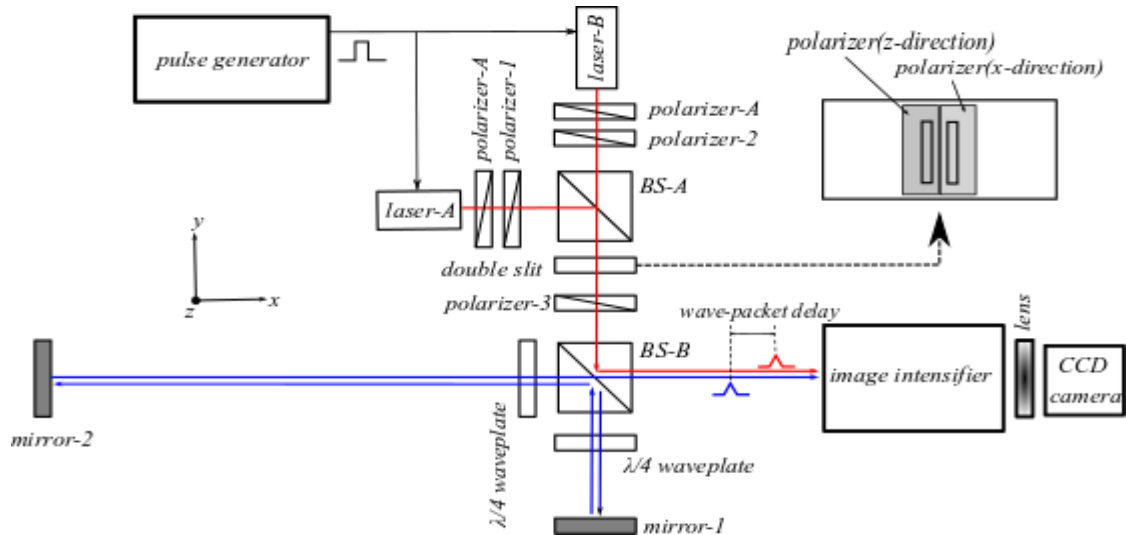 pulse generator
laser-B
polarizer(z-direction)
polarizer(x-direction)
polarizer-A
polarizer-2
polarizer-A
polarizer-1
BS-A
laser-A
double slit
polarizer-3
y
z
x
wave-packet delay
lens
BS-B
image intensifier
CCD
camera
mirror-2
λ/4 waveplate
λ/4 waveplate
mirror-1